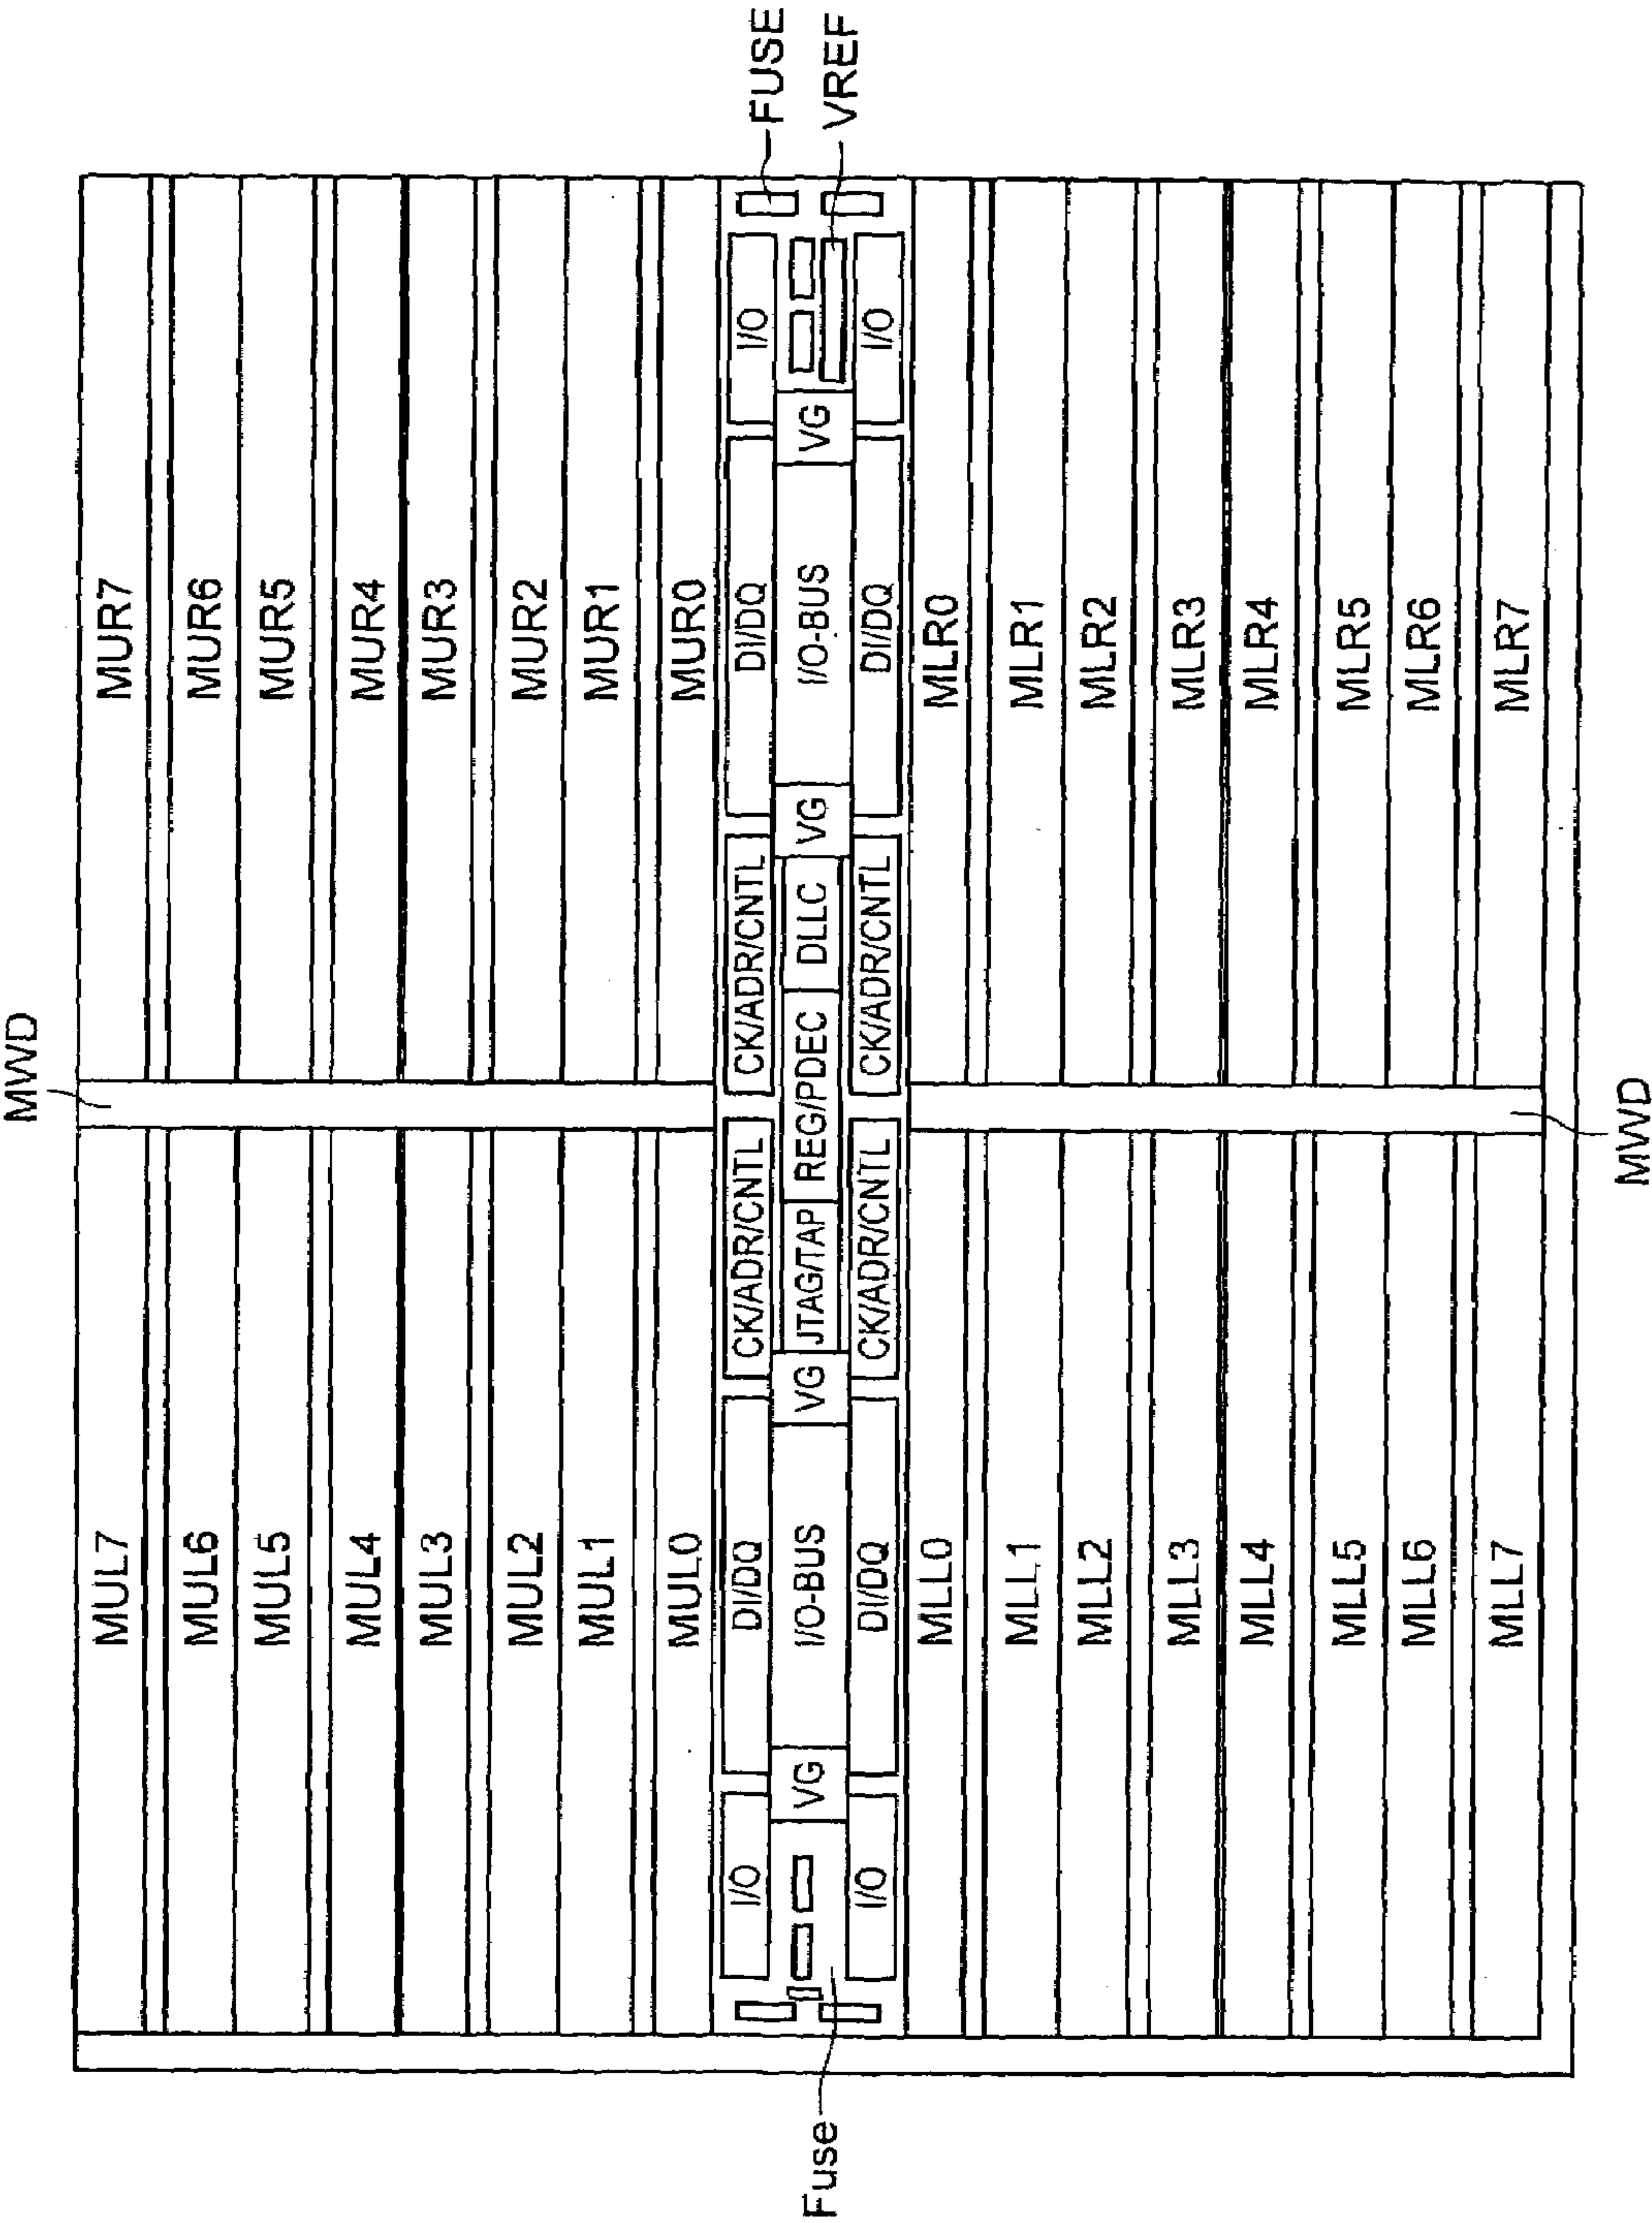 FUSE
VREF
MUR7
MUR6
MUR5
MUR4
MUR3
MUR2
MUR1
MUR0
I/O
I/O
VG
DI/DQ
I/O-BUS
DI/DQ
VG
MLR0
MLR1
MLR2
MLR3
MLR4
MLR5
MLR6
MLR7
CK/ADR/CNTL
DLLC
CK/ADR/CNTL
MWD
REG/PDEC
MWD
CK/ADR/CNTL
JTAG/TAP
CK/ADR/CNTL
VG
MUL7
MUL6
MUL5
MUL4
MUL3
MUL2
MUL1
MUL0
DI/DQ
I/O-BUS
DI/DQ
MLL0
MLL1
MLL2
MLL3
MLL4
MLL5
MLL6
MLL7
VG
I/O
I/O
Fuse